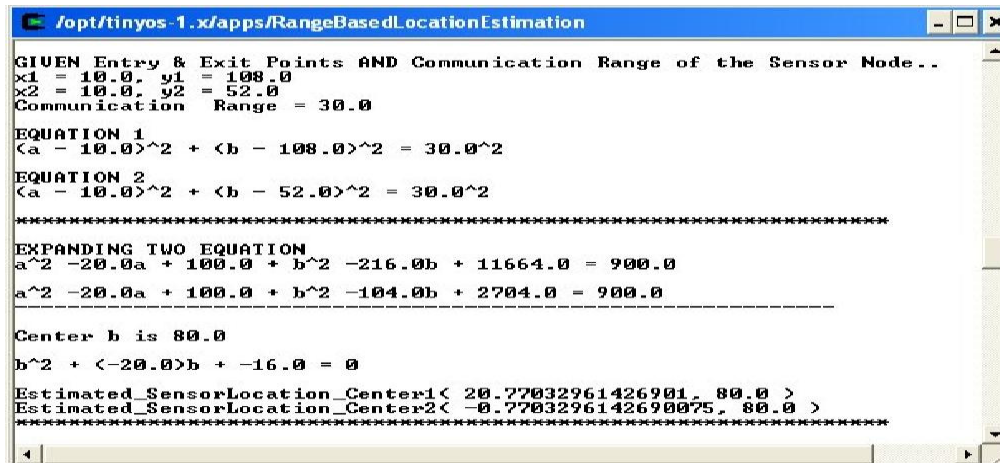 /opt/tinyos-1.x/apps/RangeBasedLocationEstimation
GIVEN Entry & Exit Points AND Communication Range of the Sensor Node..
x1 = 10.0, y1 = 108.0
x2 = 10.0, y2 = 52.0
Communication Range = 30.0
EQUATION 1
(a - 10.0)^2 + (b - 108.0)^2 = 30.0^2
EQUATION 2
(a - 10.0)^2 + (b - 52.0)^2 = 30.0^2
*****************************************************************
EXPANDING TWO EQUATION
a^2 -20.0a + 100.0 + b^2 -216.0b + 11664.0 = 900.0
a^2 -20.0a + 100.0 + b^2 -104.0b + 2704.0 = 900.0
-------------------------------------------------------------
Center b is 80.0
b^2 + (-20.0)b + -16.0 = 0
Estimated_SensorLocation_Center1( 20.77032961426901, 80.0 )
Estimated_SensorLocation_Center2( -0.7703296142690075, 80.0 )
*****************************************************************